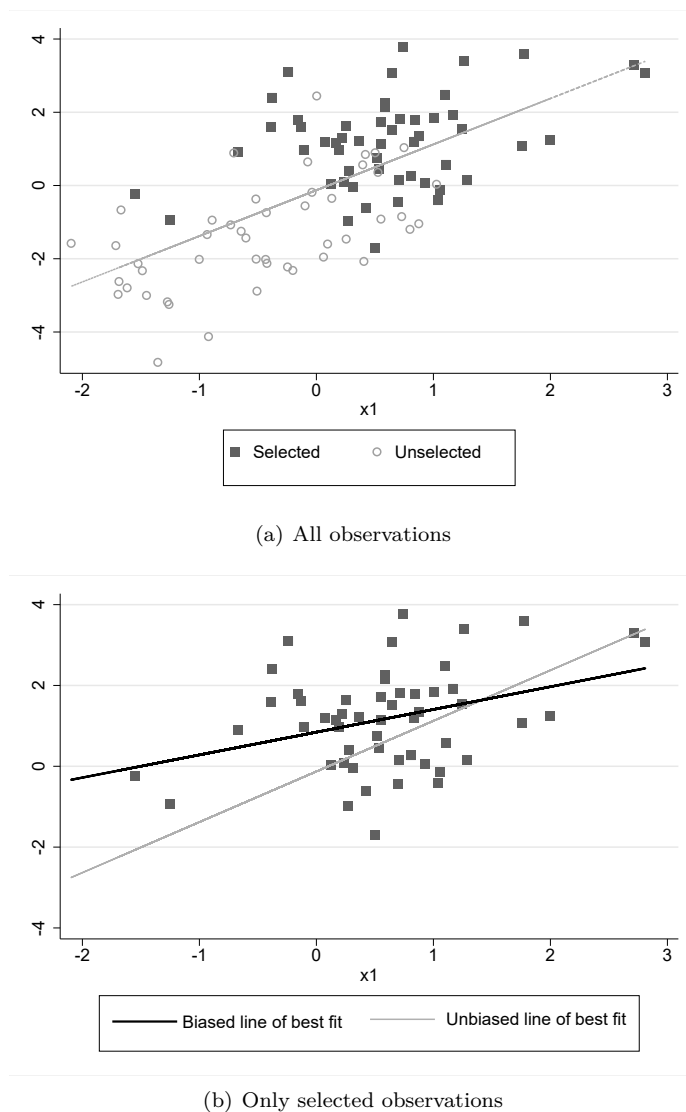 4
2
0
-2
-4
-2 -1 0 1 2 3
x1
Selected Unselected
(a) All observations
4
2
0
-2
-4
-2 -1 0 1 2 3
x1
Biased line of best fit Unbiased line of best fit
(b) Only selected observations